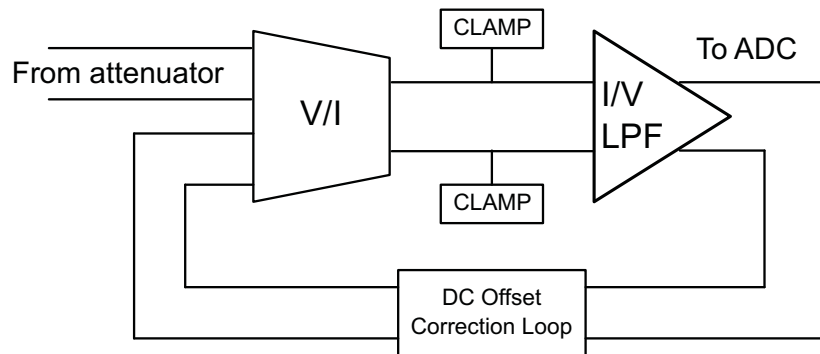 CLAMP
To ADC
From attenuator
V/I
I/V
LPF
CLAMP
DC Offset
Correction Loop